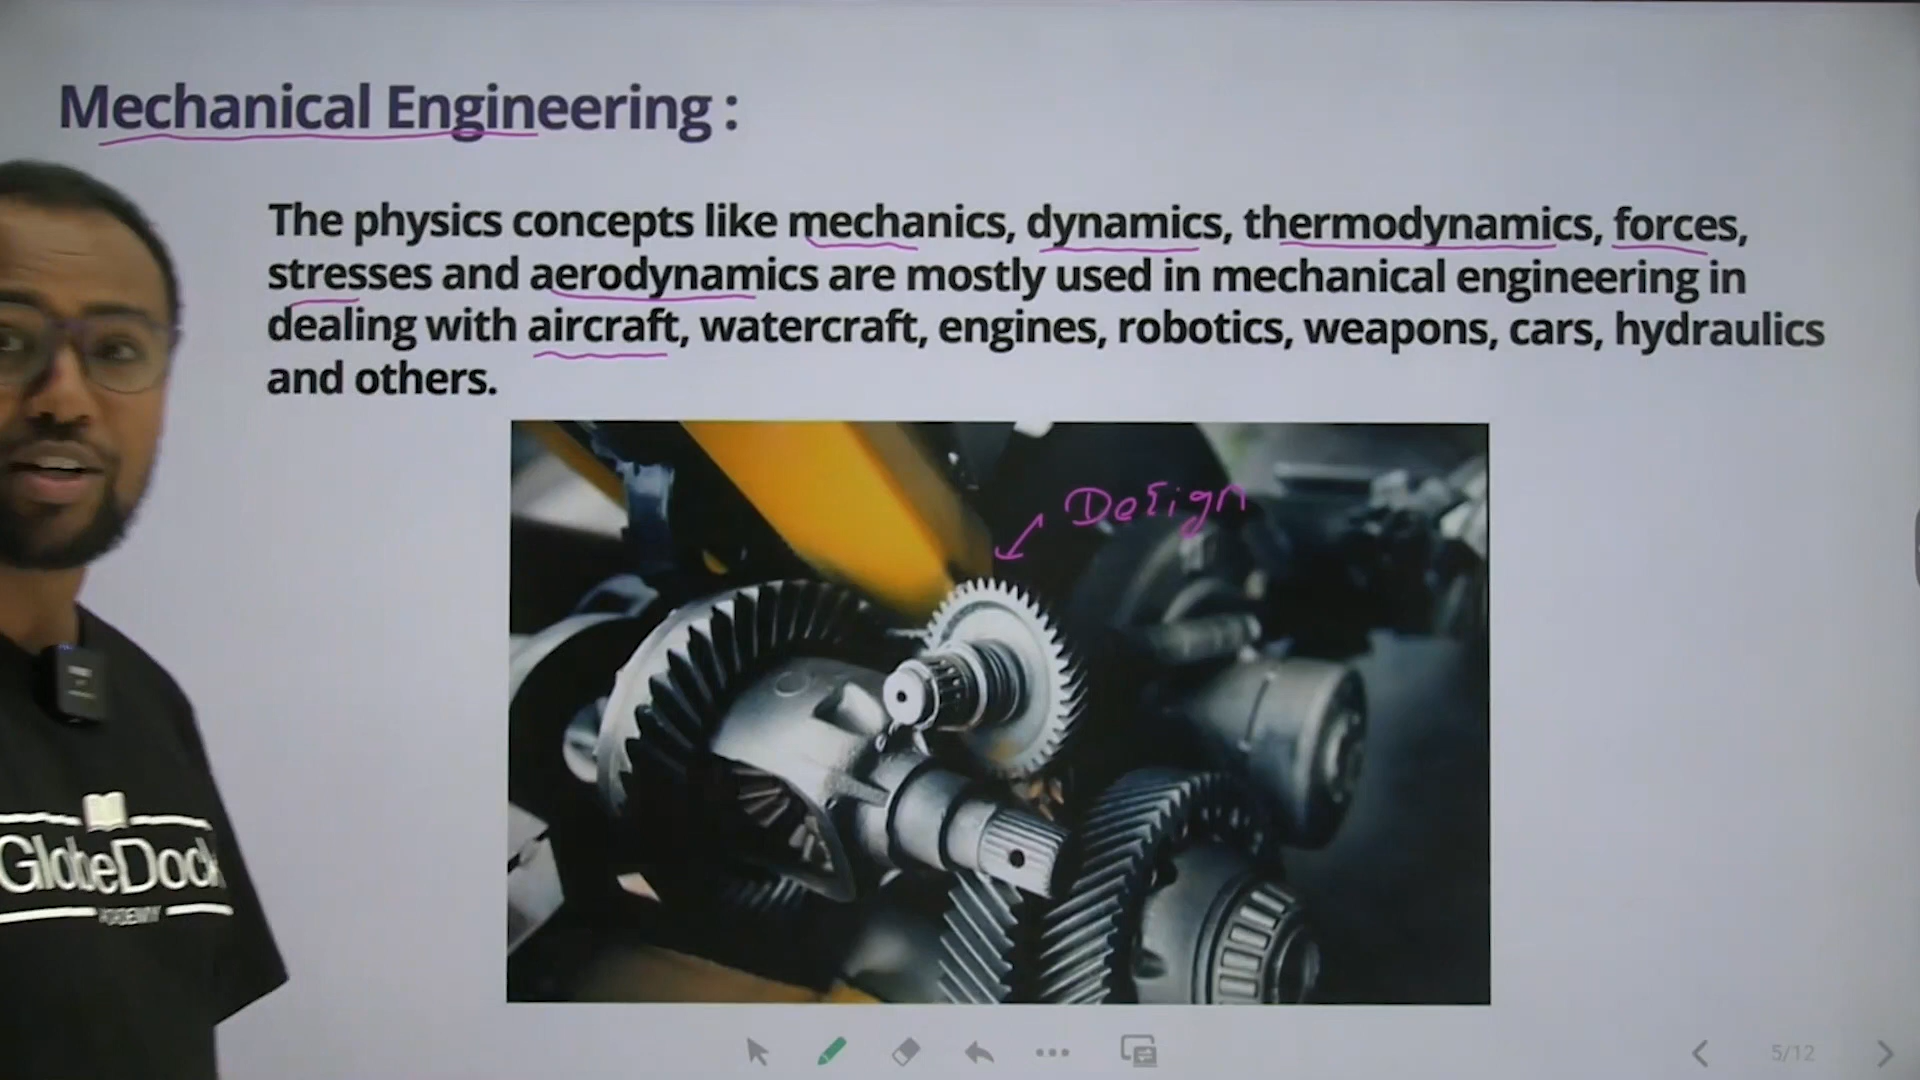 Mechanical Engineering :
The physics concepts like mechanics, dynamics, thermodynamics, forces,
stresses and aerodynamics are mostly used in mechanical engineering in
dealing with aircraft, watercraft, engines, robotics, weapons, cars, hydraulics
and others.
Design
GlobeDock
ACADEMY
5/12